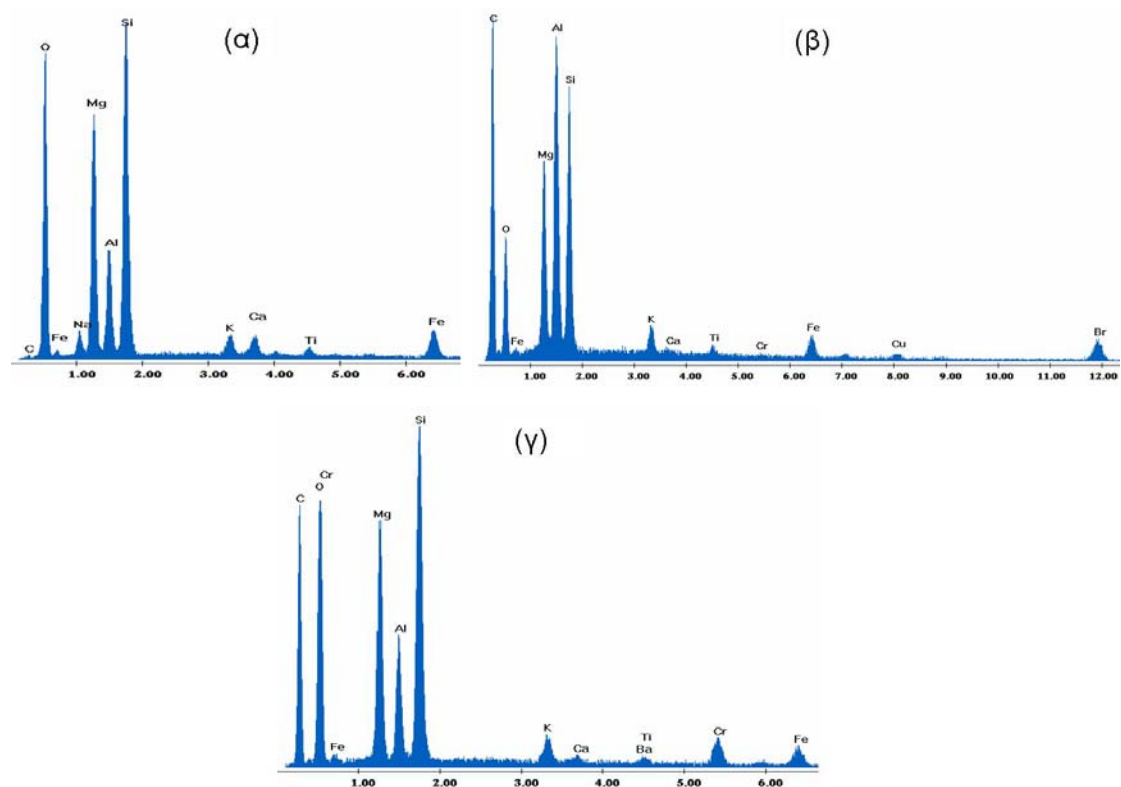 (α)
Si
O
Mg
Al
Fe
Na
K
Ca
Ti
Fe
C
1.00 2.00 3.00 4.00 5.00 6.00
(β)
C
Al
Si
Mg
O
Fe
K
Ca
Ti
Cr
Fe
Cu
Br
1.00 2.00 3.00 4.00 5.00 6.00 7.00 8.00 9.00 10.00 11.00 12.00
(γ)
Si
Cr
C
O
Mg
Al
Fe
K
Ca
Ti
Ba
Cr
Fe
1.00 2.00 3.00 4.00 5.00 6.00